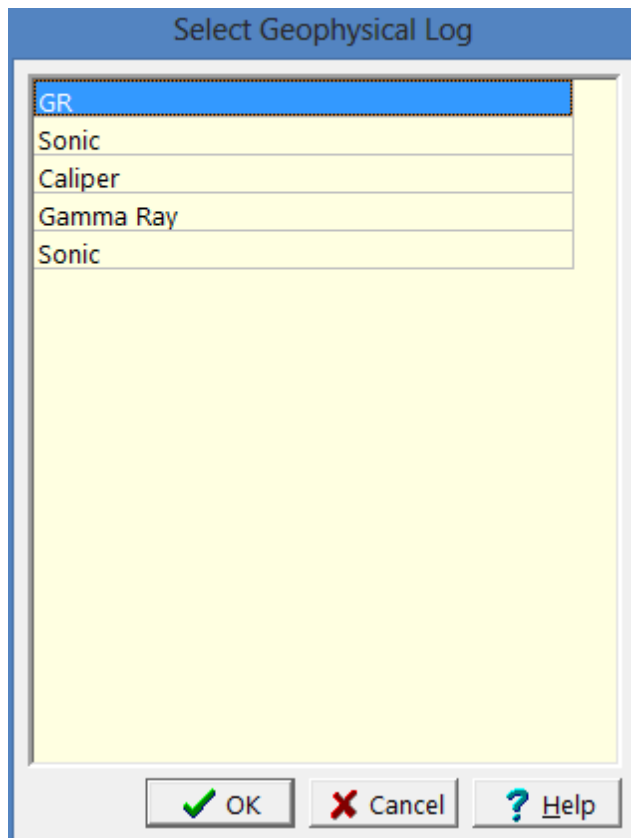 Select Geophysical Log
GR
Sonic
Caliper
Gamma Ray
Sonic
OK Cancel Help